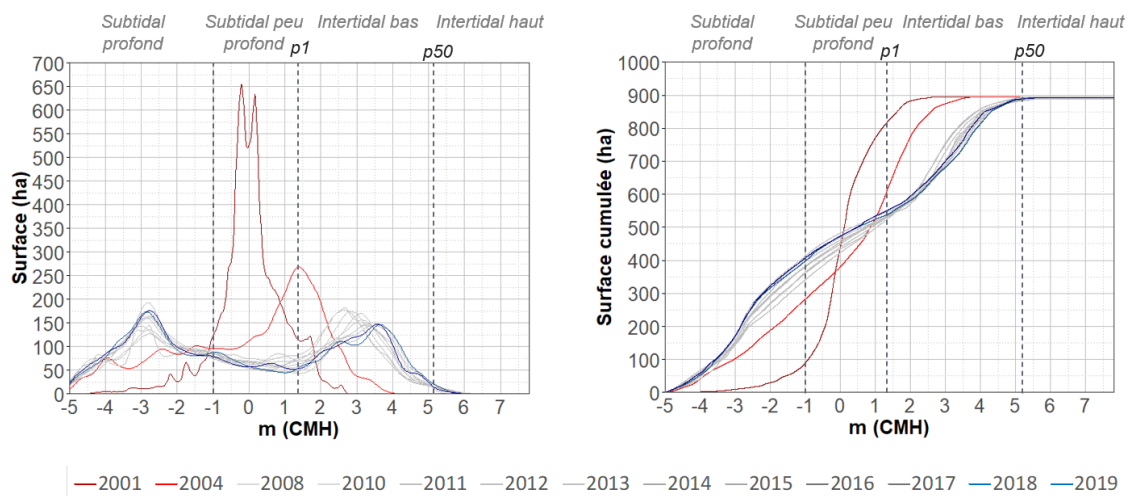 Subtidal profond
Subtidal peu profond
Intertidal bas
Intertidal haut
p1
p50
700
650
600
550
500
450
400
350
300
250
200
150
100
50
0
Surface (ha)
-5 -4 -3 -2 -1 0 1 2 3 4 5 6 7
m (CMH)
Subtidal profond
Subtidal peu profond
Intertidal bas
Intertidal haut
p1
p50
1000
900
800
700
600
500
400
300
200
100
0
Surface cumulée (ha)
-5 -4 -3 -2 -1 0 1 2 3 4 5 6 7
m (CMH)
2001 2004 2008 2010 2011 2012 2013 2014 2015 2016 2017 2018 2019